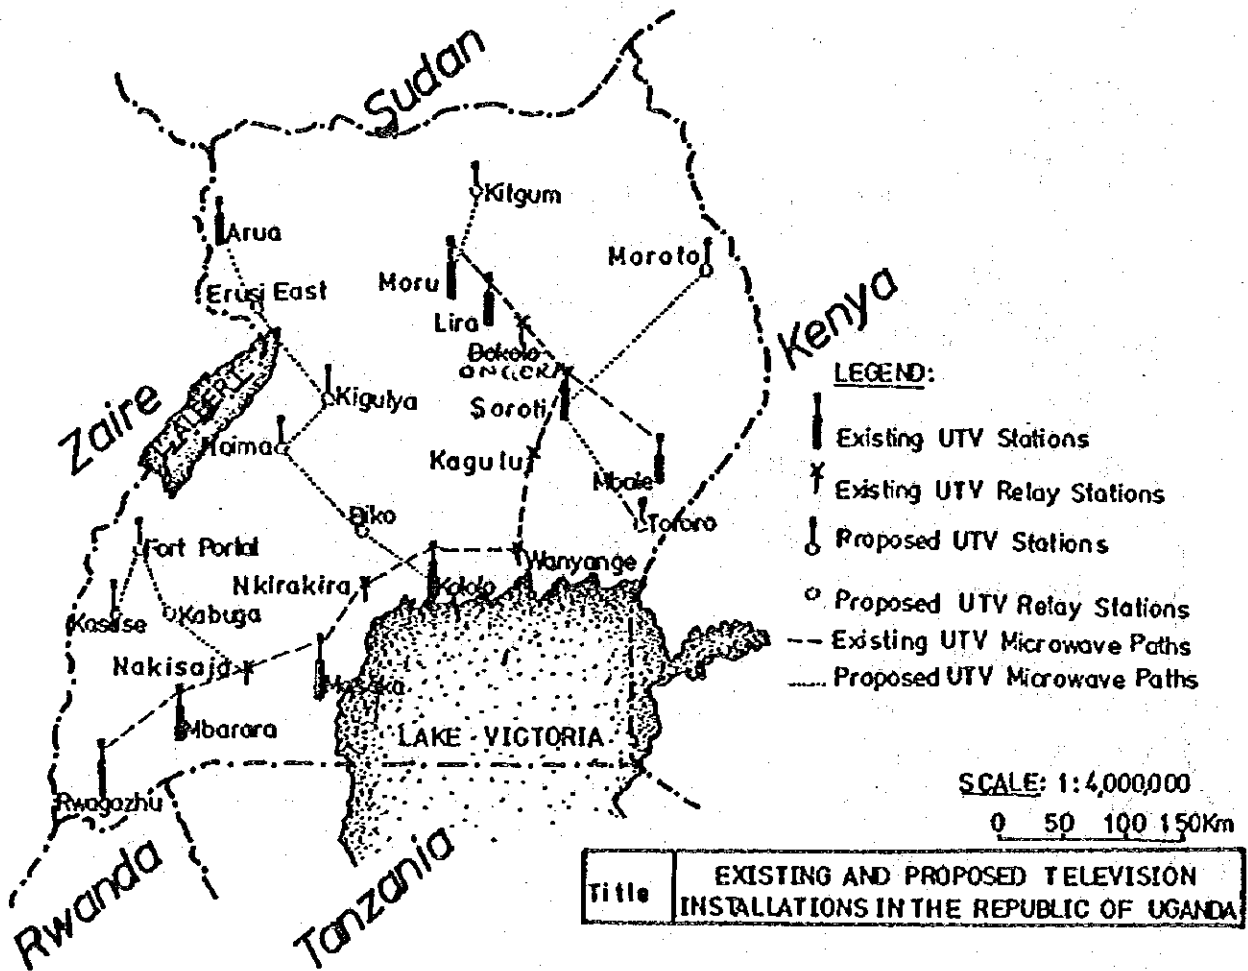 Sudan
Kitgum
Arua
Moroto
Moru
Erusi East
Kenya
Lira
Dokolo
Kigulya
LEGEND:
Zaire
L. ALBERT
Soroti
Existing UTV Stations
Hoima
Kagulu
Mbale
Existing UTV Relay Stations
Biko
Tororo
Proposed UTV Stations
Fort Portal
Wanyange
Nkirakira
Kololo
Kasese
Kabuga
Proposed UTV Relay Stations
Existing UTV Microwave Paths
Nakisaja
Masaka
Proposed UTV Microwave Paths
Mbarara
LAKE VICTORIA
SCALE: 1:4,000,000
Rwagazhu
0 50 100 150Km
Rwanda
Tanzania
Title
EXISTING AND PROPOSED TELEVISION
INSTALLATIONS IN THE REPUBLIC OF UGANDA